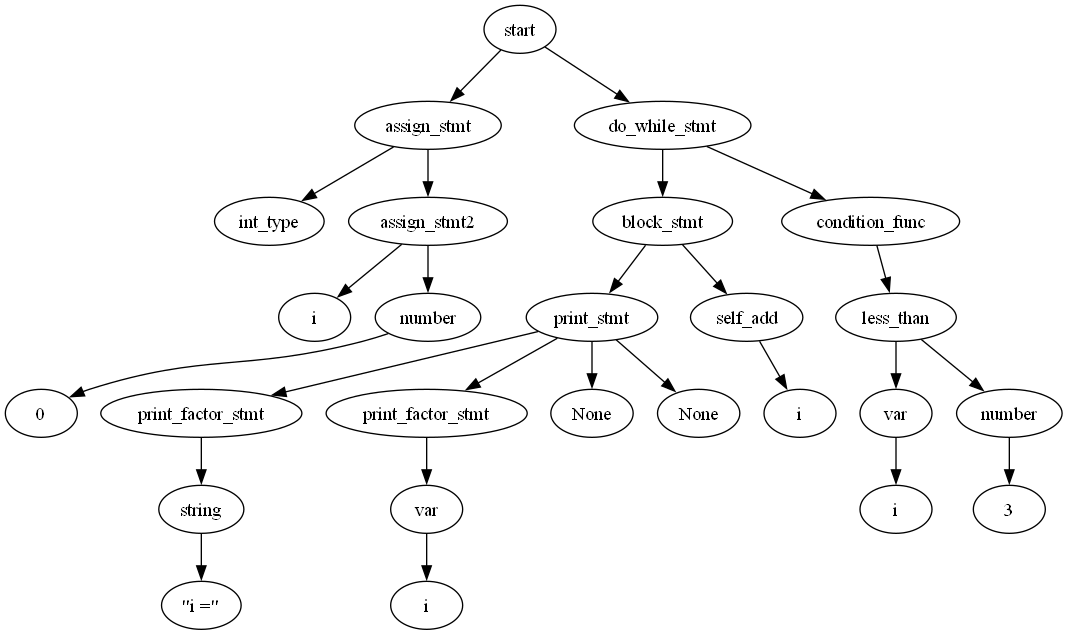 start
assign_stmt
do_while_stmt
int_type
assign_stmt2
block_stmt
condition_func
i
number
print_stmt
self_add
less_than
0
print_factor_stmt
print_factor_stmt
None
None
i
var
number
string
var
i
3
"i ="
i